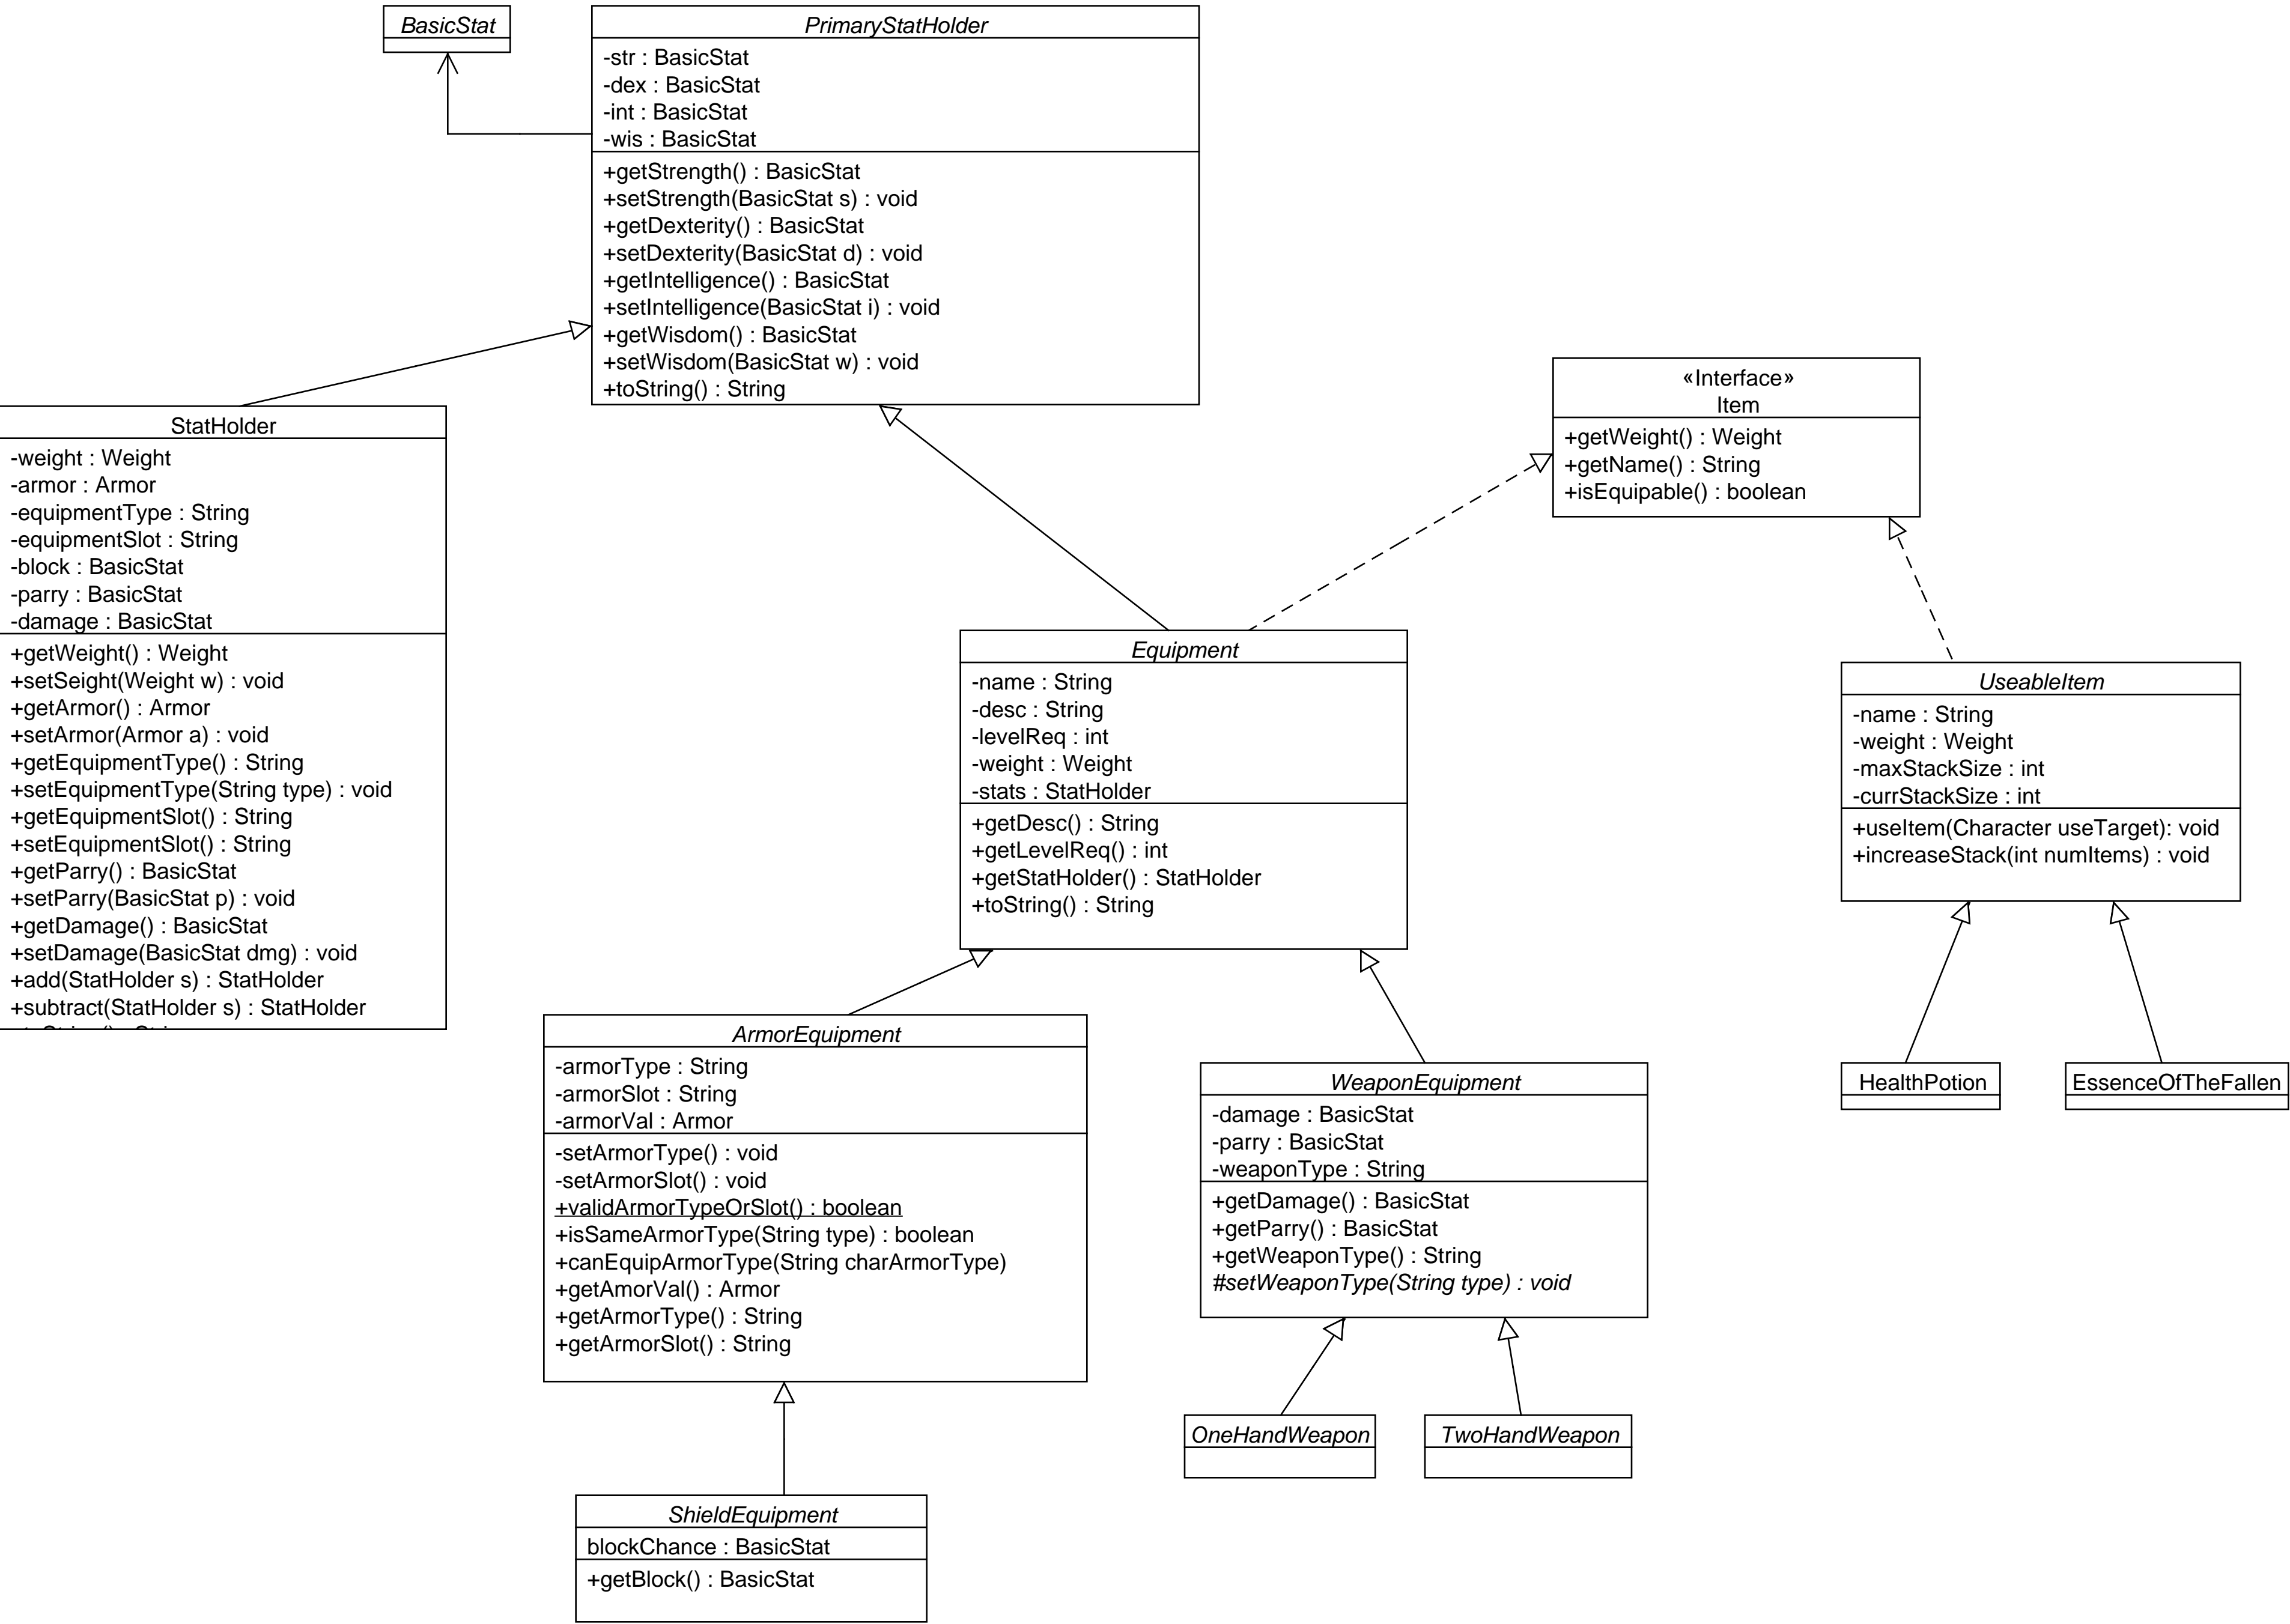 BasicStat
PrimaryStatHolder
-str : BasicStat
-dex : BasicStat
-int : BasicStat
-wis : BasicStat
+getStrength() : BasicStat
+setStrength(BasicStat s) : void
+getDexterity() : BasicStat
+setDexterity(BasicStat d) : void
+getIntelligence() : BasicStat
+setIntelligence(BasicStat i) : void
+getWisdom() : BasicStat
+setWisdom(BasicStat w) : void
+toString() : String
«Interface»
Item
+getWeight() : Weight
+getName() : String
+isEquipable() : boolean
StatHolder
-weight : Weight
-armor : Armor
-equipmentType : String
-equipmentSlot : String
-block : BasicStat
-parry : BasicStat
-damage : BasicStat
+getWeight() : Weight
+setSeight(Weight w) : void
+getArmor() : Armor
+setArmor(Armor a) : void
+getEquipmentType() : String
+setEquipmentType(String type) : void
+getEquipmentSlot() : String
+setEquipmentSlot() : String
+getParry() : BasicStat
+setParry(BasicStat p) : void
+getDamage() : BasicStat
+setDamage(BasicStat dmg) : void
+add(StatHolder s) : StatHolder
+subtract(StatHolder s) : StatHolder
Equipment
-name : String
-desc : String
-levelReq : int
-weight : Weight
-stats : StatHolder
+getDesc() : String
+getLevelReq() : int
+getStatHolder() : StatHolder
+toString() : String
UseableItem
-name : String
-weight : Weight
-maxStackSize : int
-currStackSize : int
+useItem(Character useTarget): void
+increaseStack(int numItems) : void
ArmorEquipment
-armorType : String
-armorSlot : String
-armorVal : Armor
-setArmorType() : void
-setArmorSlot() : void
+validArmorTypeOrSlot() : boolean
+isSameArmorType(String type) : boolean
+canEquipArmorType(String charArmorType)
+getAmorVal() : Armor
+getArmorType() : String
+getArmorSlot() : String
WeaponEquipment
-damage : BasicStat
-parry : BasicStat
-weaponType : String
+getDamage() : BasicStat
+getParry() : BasicStat
+getWeaponType() : String
#setWeaponType(String type) : void
HealthPotion
EssenceOfTheFallen
OneHandWeapon
TwoHandWeapon
ShieldEquipment
blockChance : BasicStat
+getBlock() : BasicStat